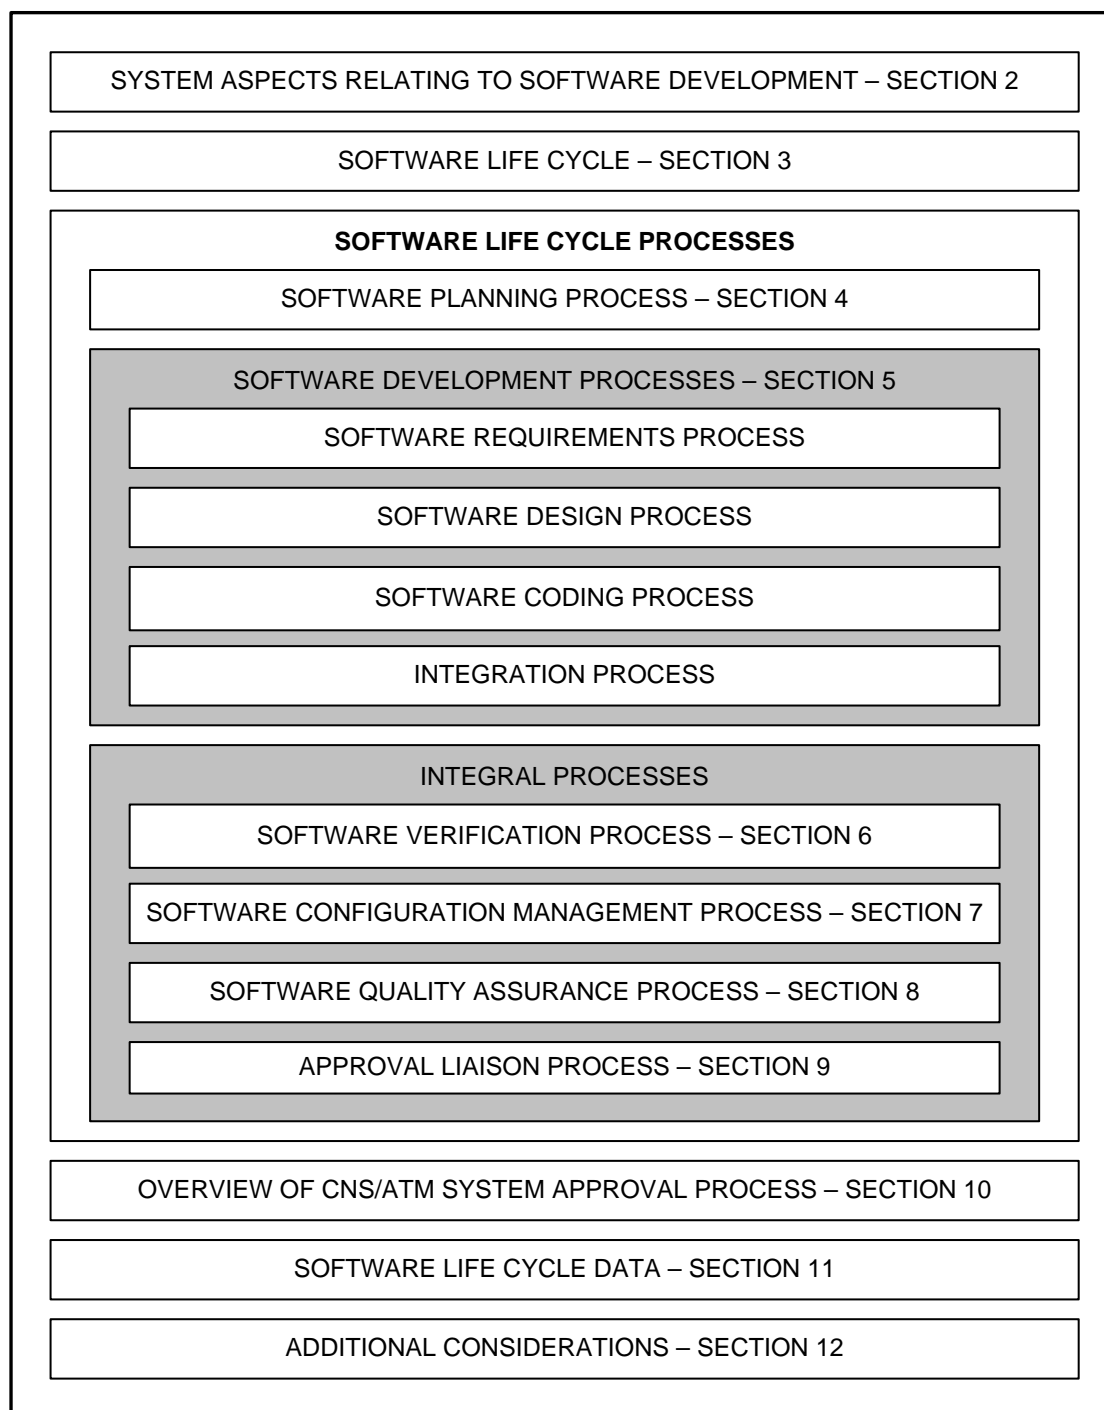 SYSTEM ASPECTS RELATING TO SOFTWARE DEVELOPMENT – SECTION 2
SOFTWARE LIFE CYCLE – SECTION 3
SOFTWARE LIFE CYCLE PROCESSES
SOFTWARE PLANNING PROCESS – SECTION 4
SOFTWARE DEVELOPMENT PROCESSES – SECTION 5
SOFTWARE REQUIREMENTS PROCESS
SOFTWARE DESIGN PROCESS
SOFTWARE CODING PROCESS
INTEGRATION PROCESS
INTEGRAL PROCESSES
SOFTWARE VERIFICATION PROCESS – SECTION 6
SOFTWARE CONFIGURATION MANAGEMENT PROCESS – SECTION 7
SOFTWARE QUALITY ASSURANCE PROCESS – SECTION 8
APPROVAL LIAISON PROCESS – SECTION 9
OVERVIEW OF CNS/ATM SYSTEM APPROVAL PROCESS – SECTION 10
SOFTWARE LIFE CYCLE DATA – SECTION 11
ADDITIONAL CONSIDERATIONS – SECTION 12